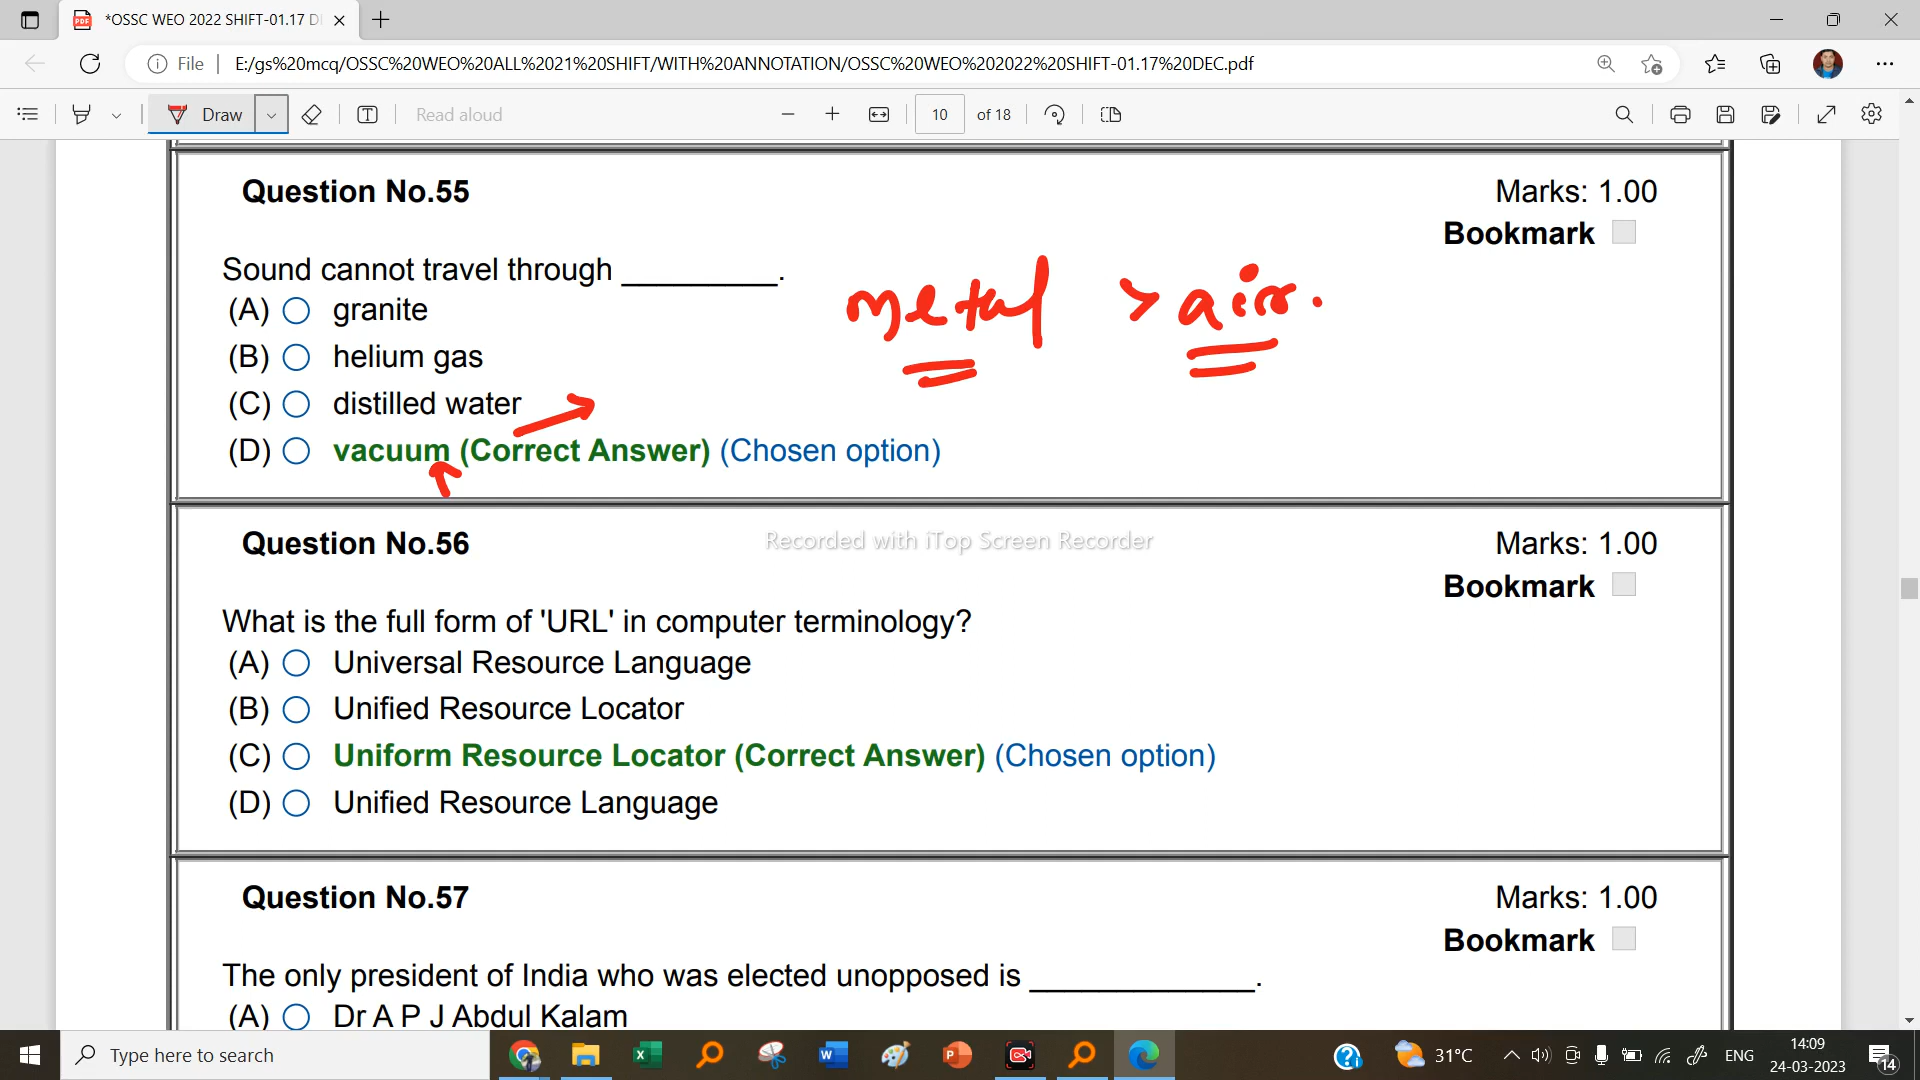 *OSSC WEO 2022 SHIFT-01.17 D
File
E:/gs%20mcq/OSSC%20WEO%20ALL%2021%20SHIFT/WITH%20ANNOTATION/OSSC%20WEO%202022%20SHIFT-01.17%20DEC.pdf
Draw
Read aloud
10 of 18
Question No.55 Marks: 1.00
Bookmark
Sound cannot travel through _________.
metal > air.
(A) granite
(B) helium gas
(C) distilled water
(D) vacuum (Correct Answer) (Chosen option)
Recorded with iTop Screen Recorder
Question No.56 Marks: 1.00
Bookmark
What is the full form of 'URL' in computer terminology?
(A) Universal Resource Language
(B) Unified Resource Locator
(C) Uniform Resource Locator (Correct Answer) (Chosen option)
(D) Unified Resource Language
Question No.57 Marks: 1.00
Bookmark
The only president of India who was elected unopposed is _____________.
(A) Dr A P J Abdul Kalam
Type here to search
31°C
ENG
14:09
24-03-2023
14